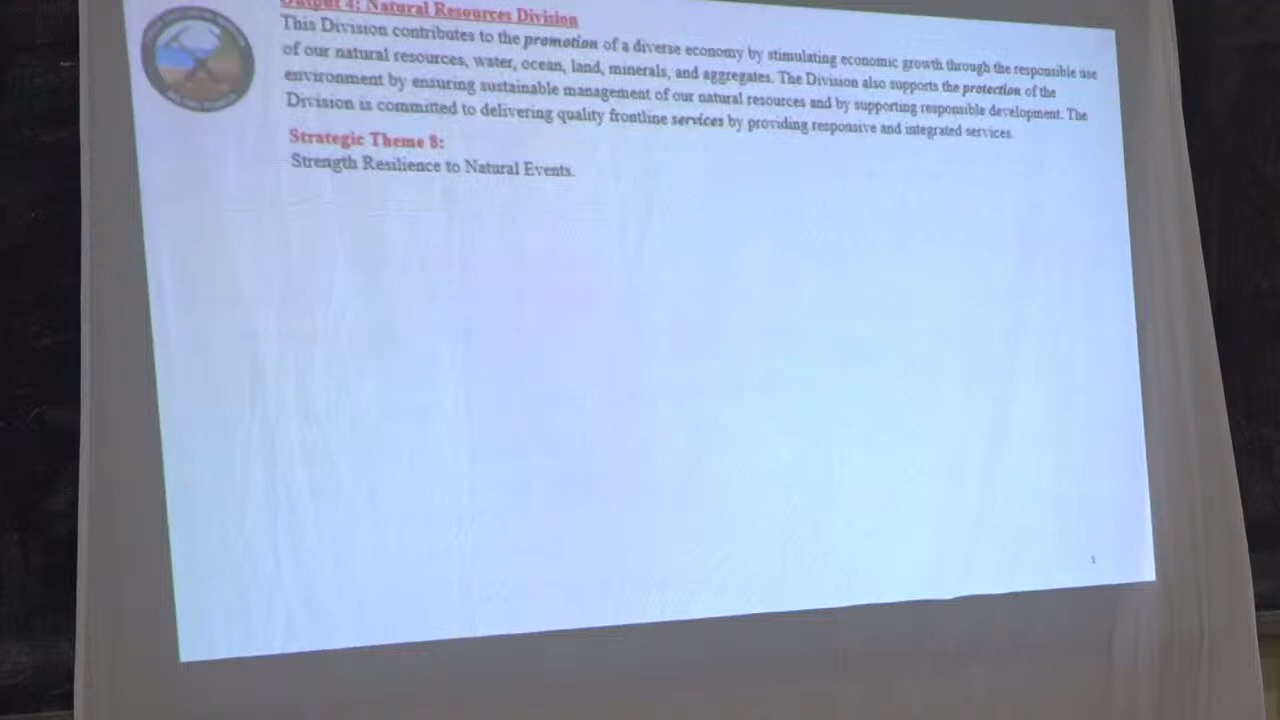 Output 4: Natural Resources Division
This Division contributes to the promotion of a diverse economy by stimulating economic growth through the responsible use
of our natural resources, water, ocean, land, minerals, and aggregates. The Division also supports the protection of the
environment by ensuring sustainable management of our natural resources and by supporting responsible development. The
Division is committed to delivering quality frontline services by providing responsive and integrated services.
Strategic Theme 8:
Strength Resilience to Natural Events.
1